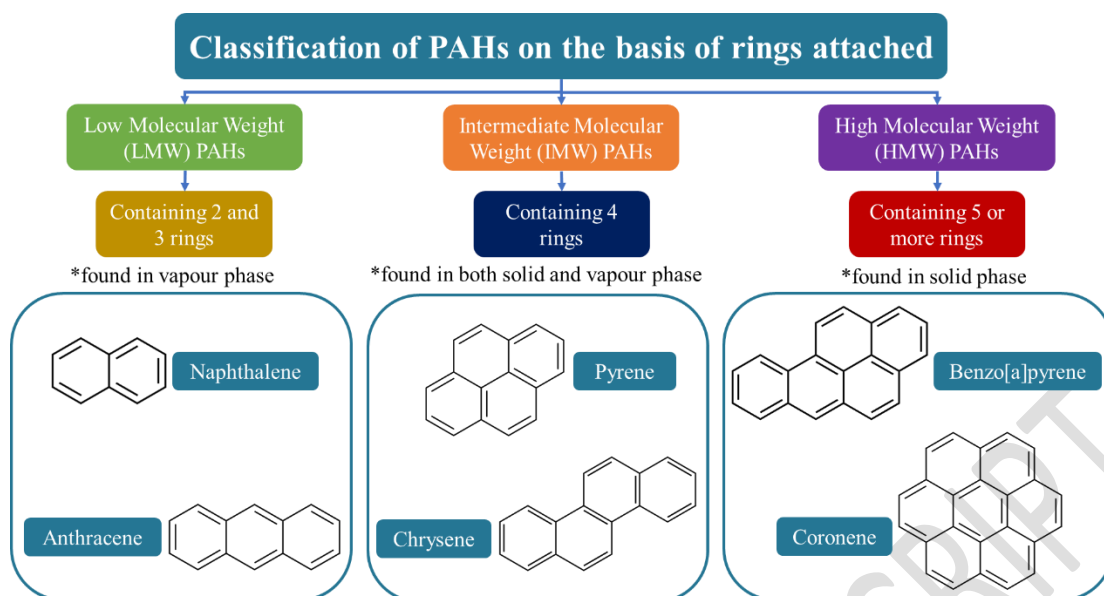 Classification of PAHs on the basis of rings attached
Low Molecular Weight
(LMW) PAHs
Intermediate Molecular
Weight (IMW) PAHs
High Molecular Weight
(HMW) PAHs
Containing 2 and
3 rings
Containing 4
rings
Containing 5 or
more rings
*found in vapour phase
*found in both solid and vapour phase
*found in solid phase
Naphthalene
Anthracene
Pyrene
Chrysene
Benzo[a]pyrene
Coronene